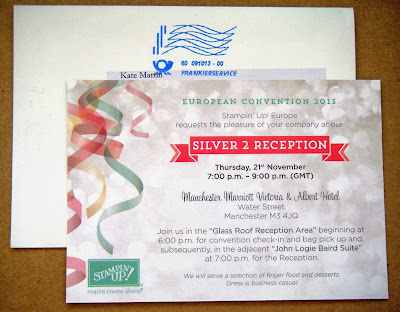 60 091013 - 00
Kate Martin FRANKIERSERVICE
EUROPEAN CONVENTION 2013
Stampin' Up! Europe
requests the pleasure of your company at our
SILVER 2 RECEPTION
Thursday, 21st November
7:00 p.m. – 9:00 p.m. (GMT)
Manchester Marriott Victoria & Albert Hotel
Water Street
Manchester M3 4JQ
Join us in the "Glass Roof Reception Area" beginning at
6:00 p.m. for convention check-in and bag pick up and,
subsequently, in the adjacent "John Logie Baird Suite"
at 7:00 p.m. for the Reception.
We will serve a selection of finger food and desserts.
Dress is business casual.
STAMPIN' UP!
inspire.create.share.®